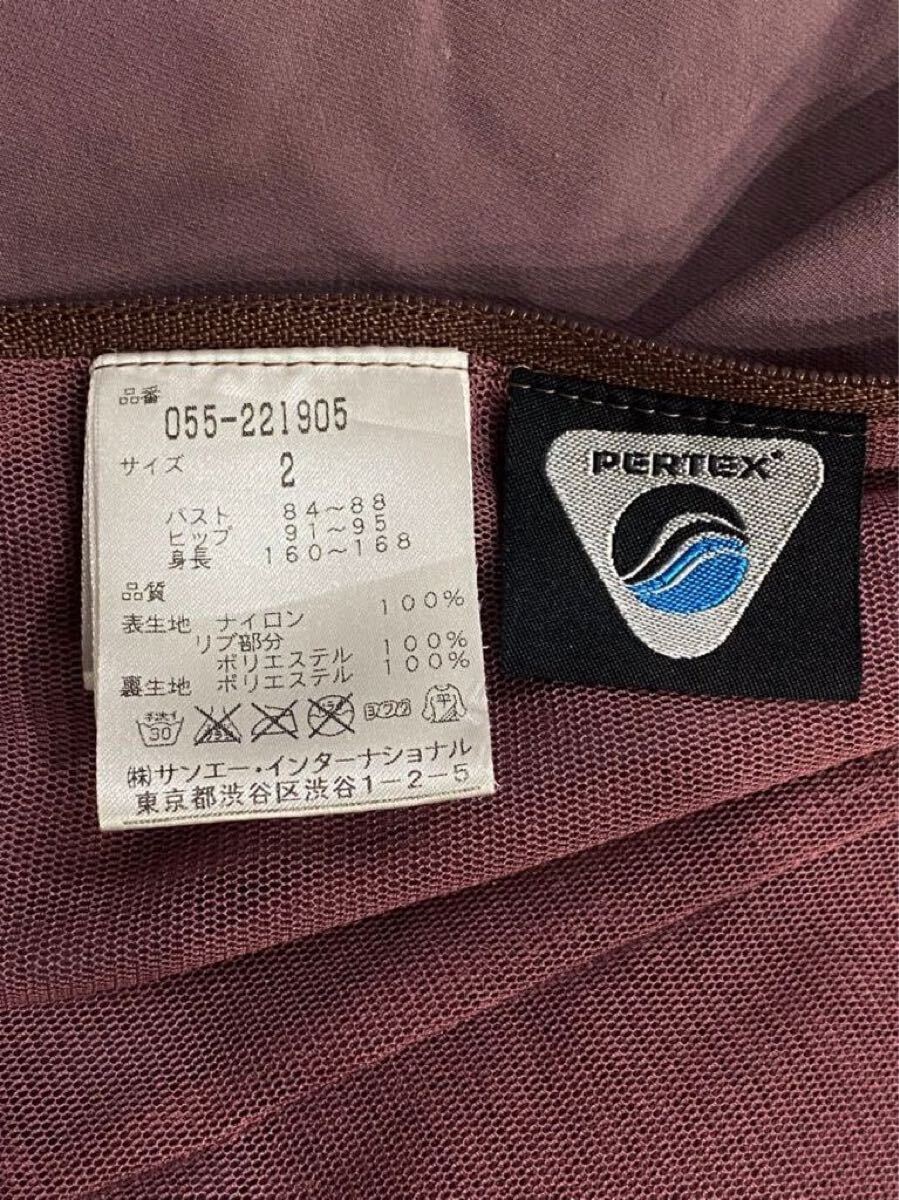 品番
055-221905
サイズ 2
バスト 84〜88
ヒップ 91〜95
身長 160〜168
品質
表生地 ナイロン 100%
リブ部分
ポリエステル 100%
裏生地 ポリエステル 100%
30
平
(株)サンエー・インターナショナル
東京都渋谷区渋谷1-2-5
PERTEX